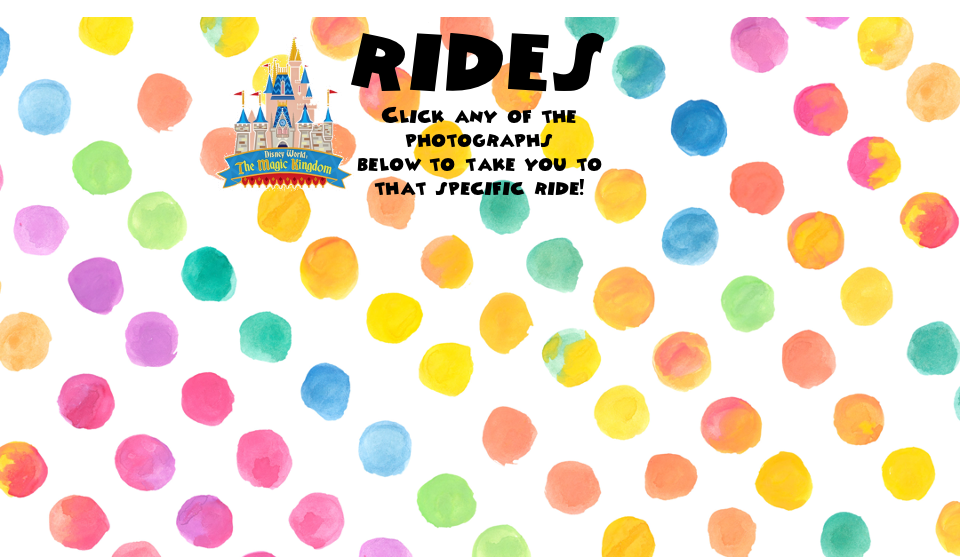 RIDES
Click any of the
photographs
below to take you to
that specific ride!
Disney World,
The Magic Kingdom